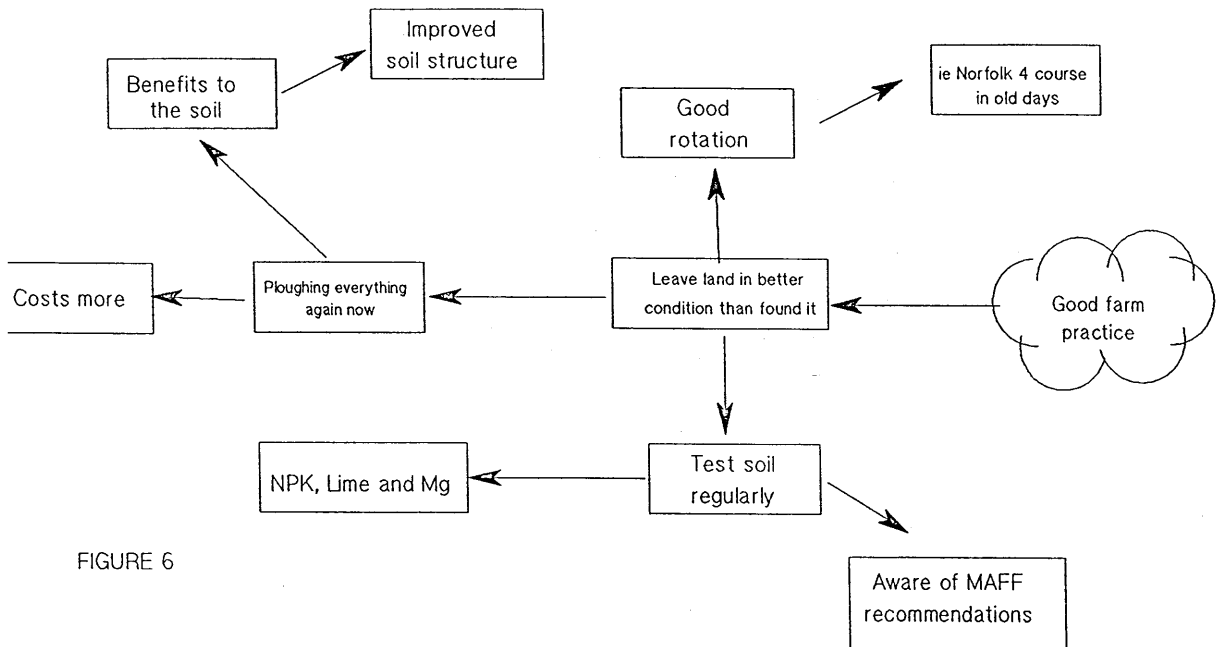 Improved
soil structure
Benefits to
the soil
ie Norfolk 4 course
in old days
Good
rotation
Costs more
Ploughing everything
again now
Leave land in better
condition than found it
Good farm
practice
NPK, Lime and Mg
Test soil
regularly
FIGURE 6
Aware of MAFF
recommendations